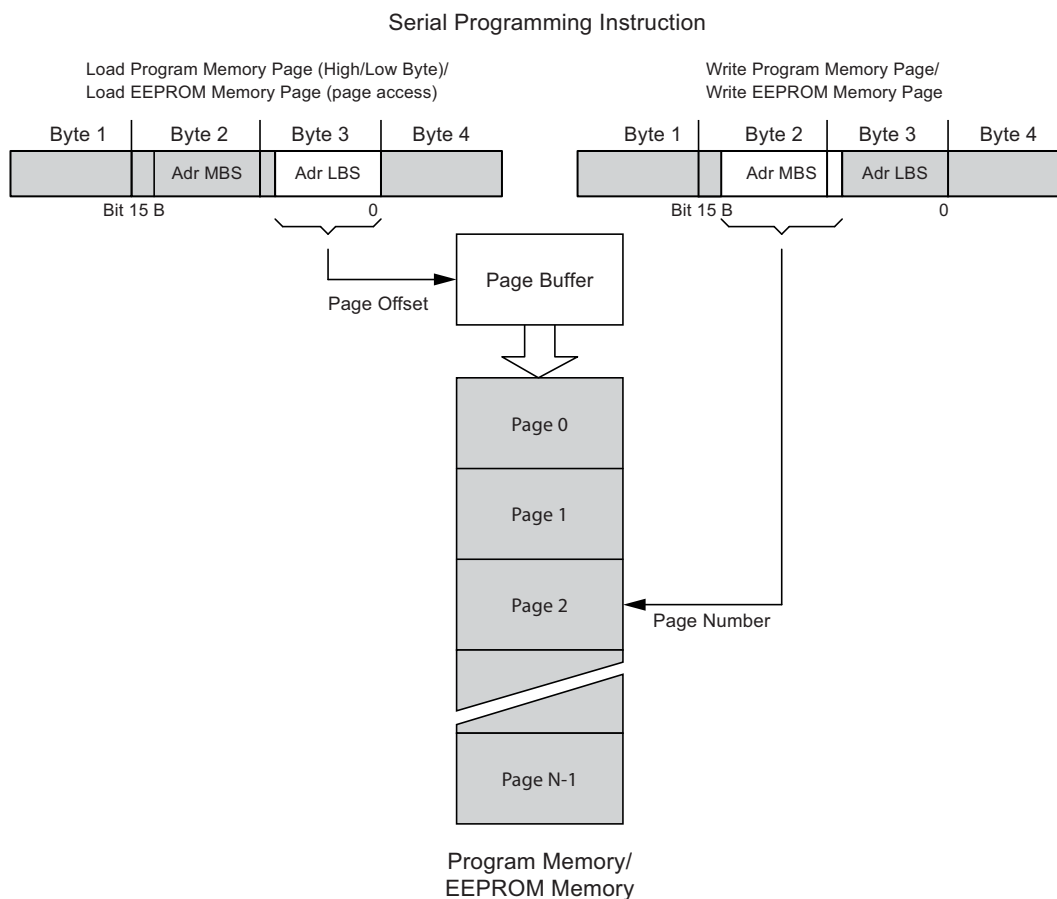 Serial Programming Instruction
Load Program Memory Page (High/Low Byte)/
Load EEPROM Memory Page (page access)
Write Program Memory Page/
Write EEPROM Memory Page
Byte 1 Byte 2 Byte 3 Byte 4
Adr MBS Adr LBS
Bit 15 B 0
Byte 1 Byte 2 Byte 3 Byte 4
Adr MBS Adr LBS
Bit 15 B 0
Page Buffer
Page Offset
Page 0
Page 1
Page 2
Page Number
Page N-1
Program Memory/
EEPROM Memory